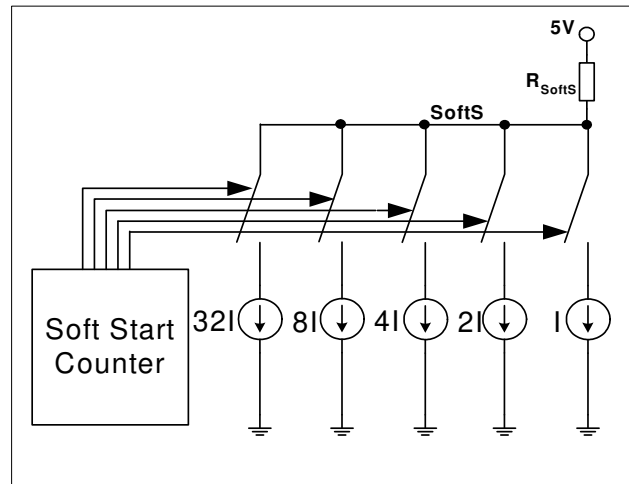 5V
RSoftS
SoftS
Soft Start
Counter
32I
8I
4I
2I
I